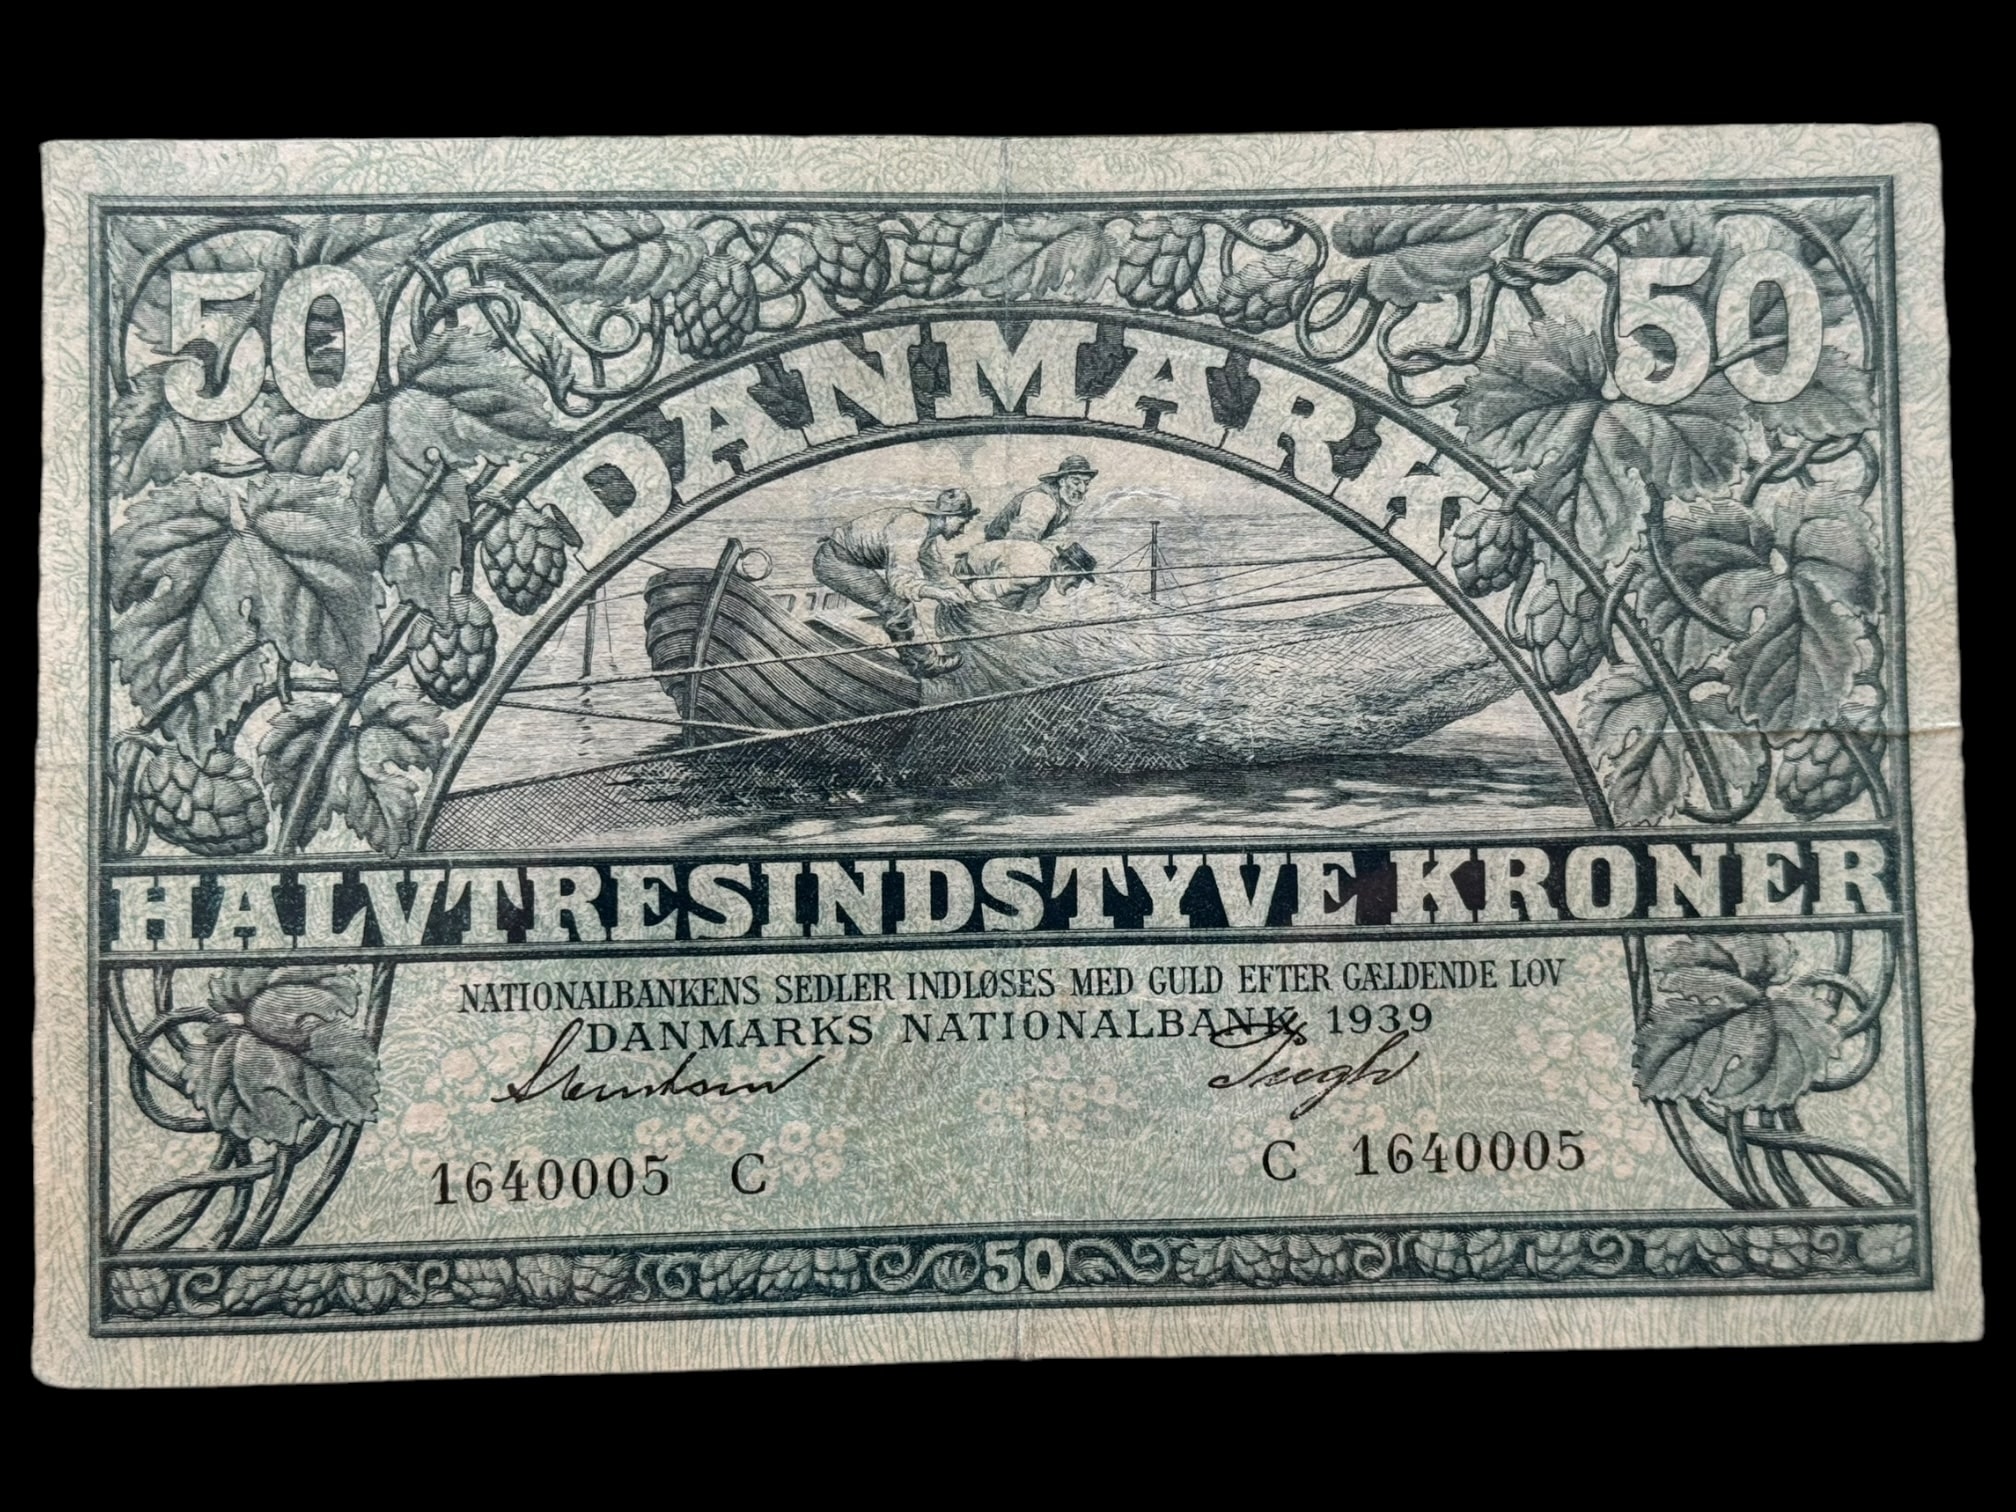 50 50
DANMARK
HALVTRESINDSTYVE KRONER
NATIONALBANKENS SEDLER INDLØSES MED GULD EFTER GÆLDENDE LOV
DANMARKS NATIONALBANK 1939
Svendsen
1640005 C C 1640005
50